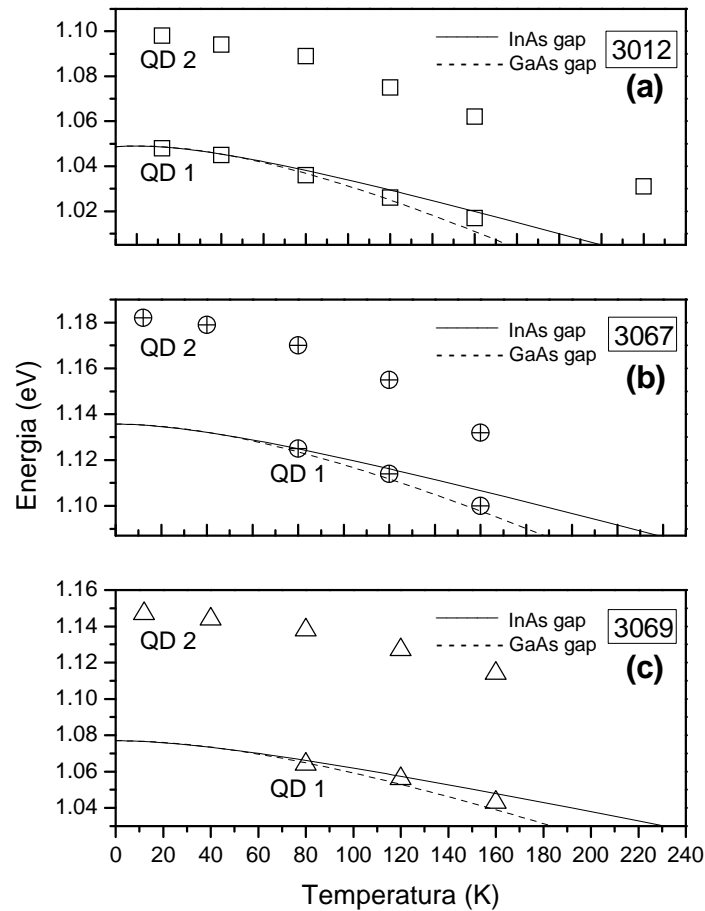 1.10
1.08
1.06
1.04
1.02
QD 2
QD 1
InAs gap
GaAs gap
3012
(a)
1.18
1.16
1.14
1.12
1.10
QD 2
QD 1
InAs gap
GaAs gap
3067
(b)
Energia (eV)
1.16
1.14
1.12
1.10
1.08
1.06
1.04
QD 2
QD 1
InAs gap
GaAs gap
3069
(c)
0 20 40 60 80 100 120 140 160 180 200 220 240
Temperatura (K)